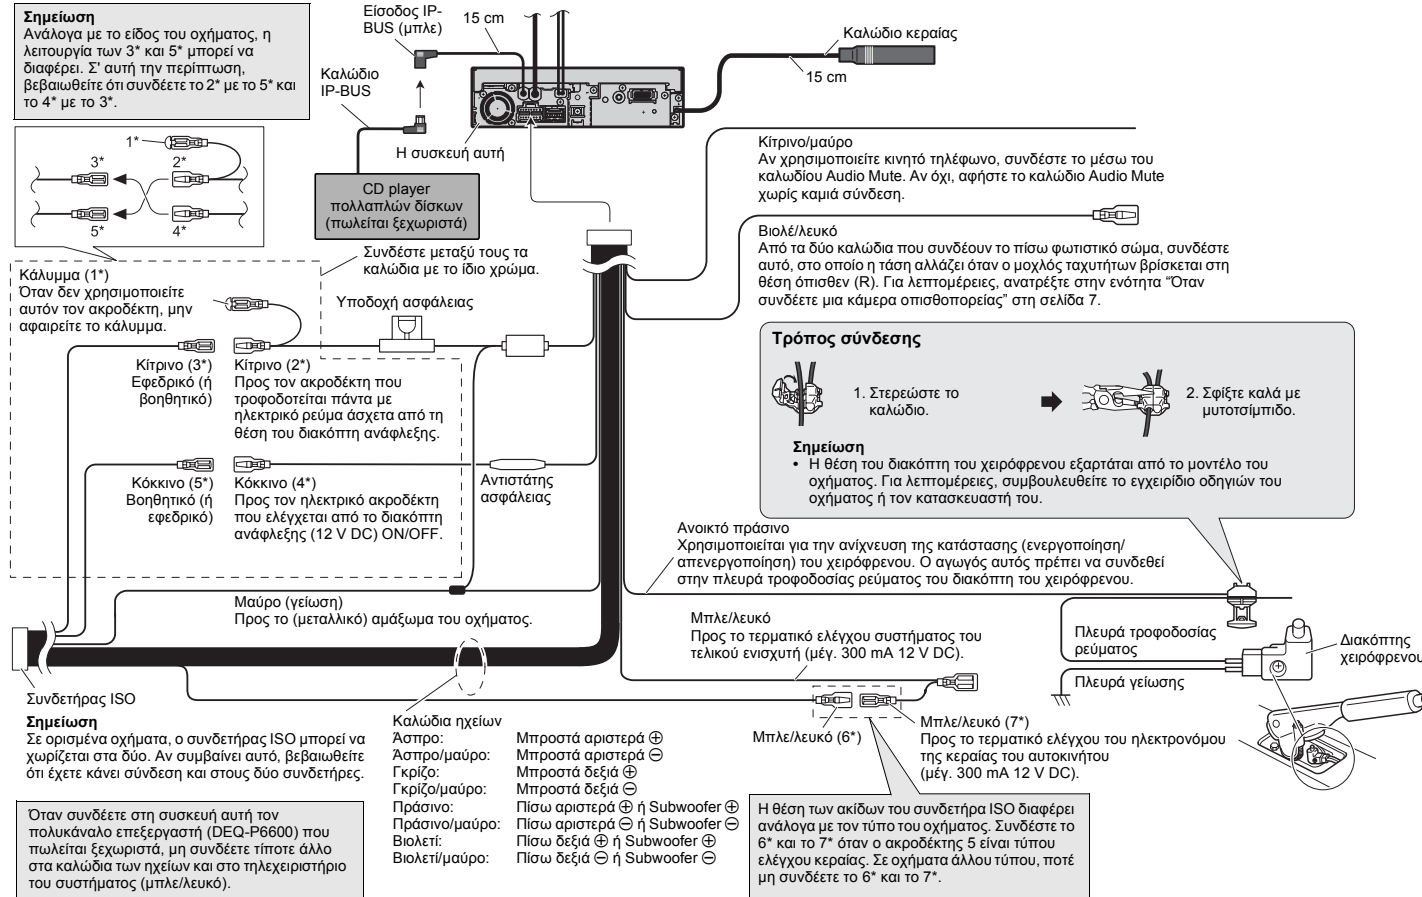 Σημείωση
Ανάλογα με το είδος του οχήματος, η
λειτουργία των 3* και 5* μπορεί να
διαφέρει. Σ' αυτή την περίπτωση,
βεβαιωθείτε ότι συνδέετε το 2* με το 5* και
το 4* με το 3*.
Είσοδος IP-
BUS (μπλε)
15 cm
Καλώδιο κεραίας
15 cm
Καλώδιο
IP-BUS
Η συσκευή αυτή
CD player
πολλαπλών δίσκων
(πωλείται ξεχωριστά)
1*
3*
2*
5*
4*
Κίτρινο/μαύρο
Αν χρησιμοποιείτε κινητό τηλέφωνο, συνδέστε το μέσω του
καλωδίου Audio Mute. Αν όχι, αφήστε το καλώδιο Audio Mute
χωρίς καμιά σύνδεση.
Βιολέ/λευκό
Από τα δύο καλώδια που συνδέουν το πίσω φωτιστικό σώμα, συνδέστε
αυτό, στο οποίο η τάση αλλάζει όταν ο μοχλός ταχυτήτων βρίσκεται στη
θέση όπισθεν (R). Για λεπτομέρειες, ανατρέξτε στην ενότητα “Όταν
συνδέετε μια κάμερα οπισθοπορείας” στη σελίδα 7.
Συνδέστε μεταξύ τους τα
καλώδια με το ίδιο χρώμα.
Κάλυμμα (1*)
Όταν δεν χρησιμοποιείτε
αυτόν τον ακροδέκτη, μην
αφαιρείτε το κάλυμμα.
Υποδοχή ασφάλειας
Κίτρινο (3*)
Εφεδρικό (ή
βοηθητικό)
Κίτρινο (2*)
Προς τον ακροδέκτη που
τροφοδοτείται πάντα με
ηλεκτρικό ρεύμα άσχετα από τη
θέση του διακόπτη ανάφλεξης.
Κόκκινο (5*)
Βοηθητικό (ή
εφεδρικό)
Κόκκινο (4*)
Προς τον ηλεκτρικό ακροδέκτη
που ελέγχεται από το διακόπτη
ανάφλεξης (12 V DC) ON/OFF.
Αντιστάτης
ασφάλειας
Τρόπος σύνδεσης
1. Στερεώστε το
καλώδιο.
2. Σφίξτε καλά με
μυτοτσίμπιδο.
Σημείωση
• Η θέση του διακόπτη του χειρόφρενου εξαρτάται από το μοντέλο του
οχήματος. Για λεπτομέρειες, συμβουλευθείτε το εγχειρίδιο οδηγιών του
οχήματος ή τον κατασκευαστή του.
Ανοικτό πράσινο
Χρησιμοποιείται για την ανίχνευση της κατάστασης (ενεργοποίηση/
απενεργοποίηση) του χειρόφρενου. Ο αγωγός αυτός πρέπει να συνδεθεί
στην πλευρά τροφοδοσίας ρεύματος του διακόπτη του χειρόφρενου.
Μαύρο (γείωση)
Προς το (μεταλλικό) αμάξωμα του οχήματος.
Μπλε/λευκό
Προς το τερματικό ελέγχου συστήματος του
τελικού ενισχυτή (μέγ. 300 mA 12 V DC).
Πλευρά τροφοδοσίας
ρεύματος
Πλευρά γείωσης
Διακόπτης
χειρόφρενου
Συνδετήρας ISO
Σημείωση
Σε ορισμένα οχήματα, ο συνδετήρας ISO μπορεί να
χωρίζεται στα δύο. Αν συμβαίνει αυτό, βεβαιωθείτε
ότι έχετε κάνει σύνδεση και στους δύο συνδετήρες.
Καλώδια ηχείων
Άσπρο: Μπροστά αριστερά ⊕
Άσπρο/μαύρο: Μπροστά αριστερά ⊖
Γκρίζο: Μπροστά δεξιά ⊕
Γκρίζο/μαύρο: Μπροστά δεξιά ⊖
Πράσινο: Πίσω αριστερά ⊕ ή Subwoofer ⊕
Πράσινο/μαύρο: Πίσω αριστερά ⊖ ή Subwoofer ⊖
Βιολετί: Πίσω δεξιά ⊕ ή Subwoofer ⊕
Βιολετί/μαύρο: Πίσω δεξιά ⊖ ή Subwoofer ⊖
Μπλε/λευκό (6*)
Μπλε/λευκό (7*)
Προς το τερματικό ελέγχου του ηλεκτρονόμου
της κεραίας του αυτοκινήτου
(μέγ. 300 mA 12 V DC).
Όταν συνδέετε στη συσκευή αυτή τον
πολυκάναλο επεξεργαστή (DEQ-P6600) που
πωλείται ξεχωριστά, μη συνδέετε τίποτε άλλο
στα καλώδια των ηχείων και στο τηλεχειριστήριο
του συστήματος (μπλε/λευκό).
Η θέση των ακίδων του συνδετήρα ISO διαφέρει
ανάλογα με τον τύπο του οχήματος. Συνδέστε το
6* και το 7* όταν ο ακροδέκτης 5 είναι τύπου
ελέγχου κεραίας. Σε οχήματα άλλου τύπου, ποτέ
μη συνδέετε το 6* και το 7*.